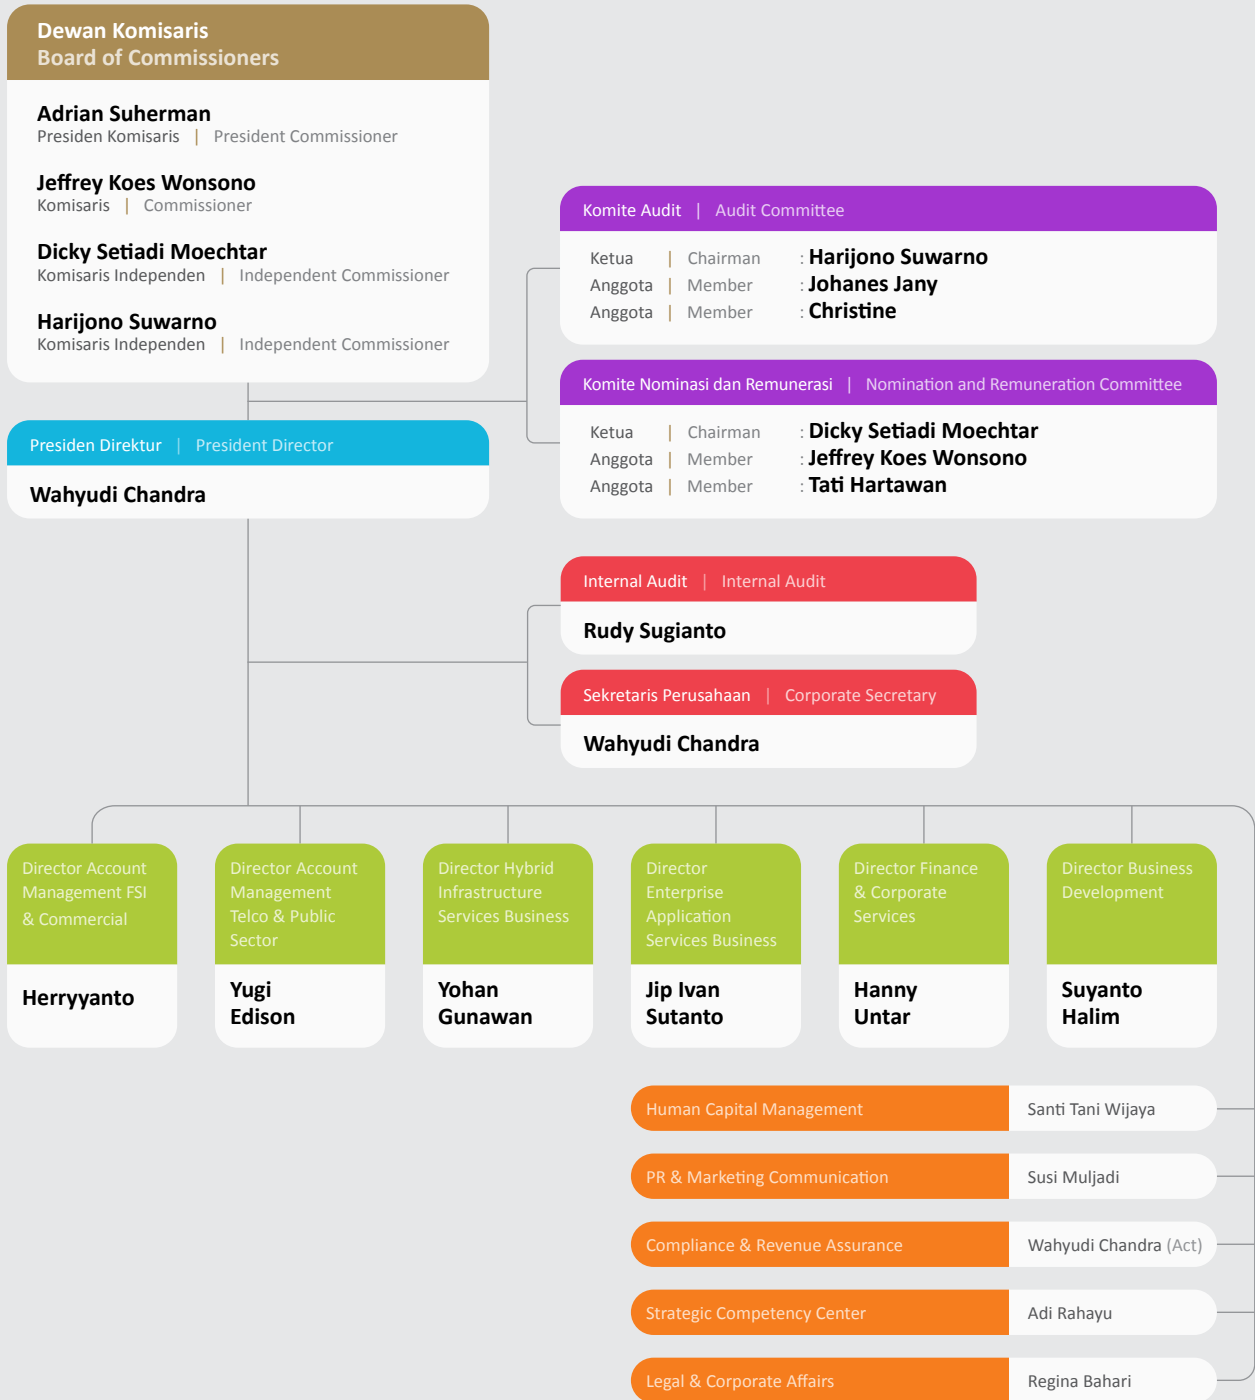 Dewan Komisaris
Board of Commissioners
Adrian Suherman
Presiden Komisaris | President Commissioner
Jeffrey Koes Wonsono
Komisaris | Commissioner
Dicky Setiadi Moechtar
Komisaris Independen | Independent Commissioner
Harijono Suwarno
Komisaris Independen | Independent Commissioner
Komite Audit | Audit Committee
Ketua | Chairman : Harijono Suwarno
Anggota | Member : Johanes Jany
Anggota | Member : Christine
Komite Nominasi dan Remunerasi | Nomination and Remuneration Committee
Ketua | Chairman : Dicky Setiadi Moechtar
Anggota | Member : Jeffrey Koes Wonsono
Anggota | Member : Tati Hartawan
Presiden Direktur | President Director
Wahyudi Chandra
Internal Audit | Internal Audit
Rudy Sugianto
Sekretaris Perusahaan | Corporate Secretary
Wahyudi Chandra
Director Account
Management FSI
& Commercial
Herryyanto
Director Account
Management
Telco & Public
Sector
Yugi
Edison
Director Hybrid
Infrastructure
Services Business
Yohan
Gunawan
Director
Enterprise
Application
Services Business
Jip Ivan
Sutanto
Director Finance
& Corporate
Services
Hanny
Untar
Director Business
Development
Suyanto
Halim
Human Capital Management Santi Tani Wijaya
PR & Marketing Communication Susi Muljadi
Compliance & Revenue Assurance Wahyudi Chandra (Act)
Strategic Competency Center Adi Rahayu
Legal & Corporate Affairs Regina Bahari